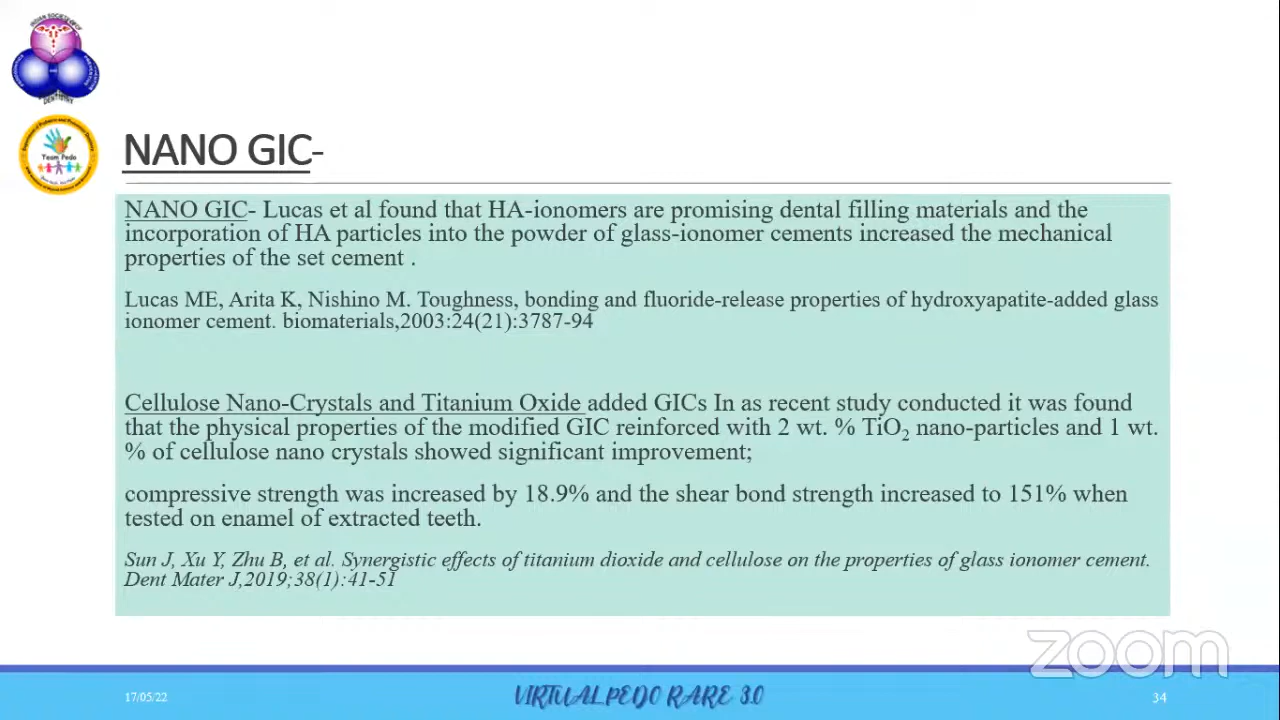 INDIAN SOCIETY OF
DENTISTRY
Team Pedo
NANO GIC-
NANO GIC- Lucas et al found that HA-ionomers are promising dental filling materials and the
incorporation of HA particles into the powder of glass-ionomer cements increased the mechanical
properties of the set cement .
Lucas ME, Arita K, Nishino M. Toughness, bonding and fluoride-release properties of hydroxyapatite-added glass
ionomer cement. biomaterials,2003:24(21):3787-94
Cellulose Nano-Crystals and Titanium Oxide added GICs In as recent study conducted it was found
that the physical properties of the modified GIC reinforced with 2 wt. % TiO₂ nano-particles and 1 wt.
% of cellulose nano crystals showed significant improvement;
compressive strength was increased by 18.9% and the shear bond strength increased to 151% when
tested on enamel of extracted teeth.
Sun J, Xu Y, Zhu B, et al. Synergistic effects of titanium dioxide and cellulose on the properties of glass ionomer cement.
Dent Mater J,2019;38(1):41-51
zoom
17/05/22
VIRTUAL PEDO RARE 3.0
34